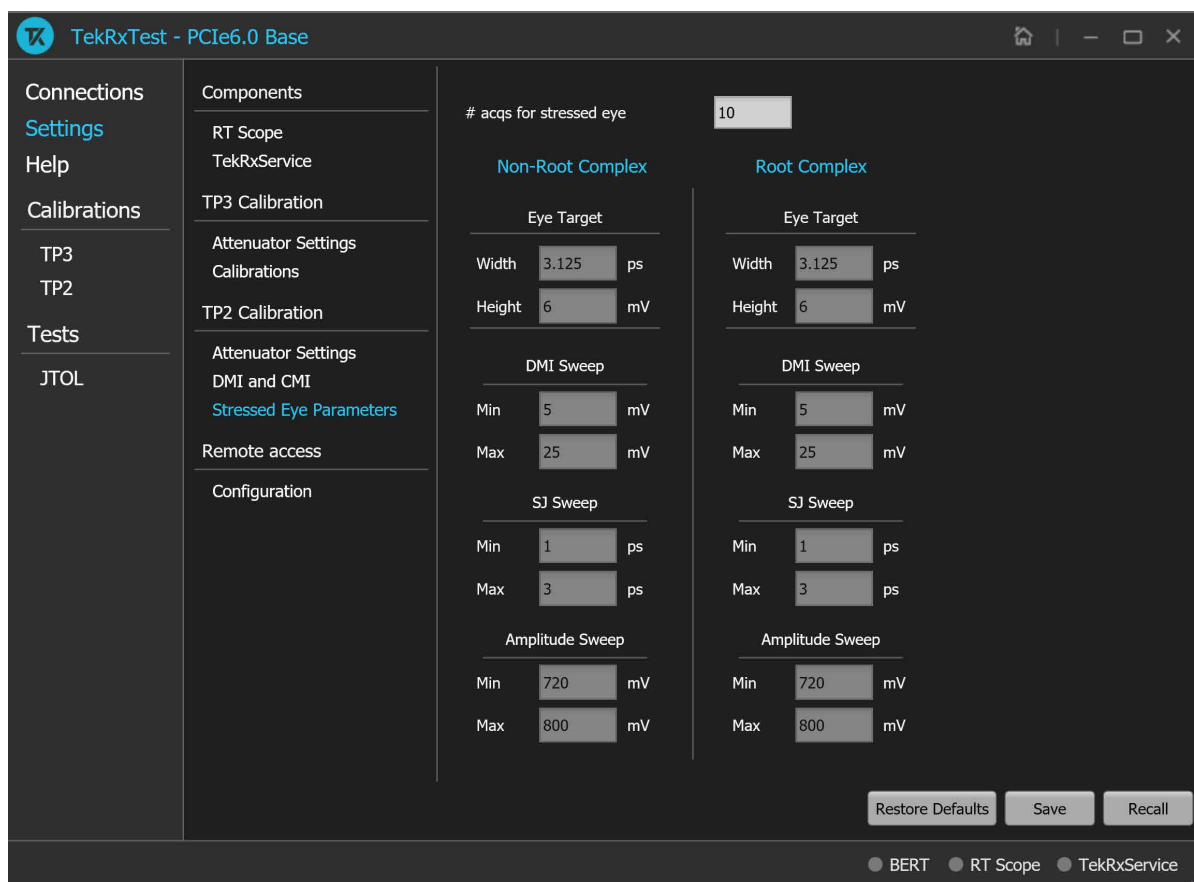 TekRxTest - PCIe6.0 Base
Connections
Settings
Help
Calibrations
TP3
TP2
Tests
JTOL
Components
RT Scope
TekRxService
TP3 Calibration
Attenuator Settings
Calibrations
TP2 Calibration
Attenuator Settings
DMI and CMI
Stressed Eye Parameters
Remote access
Configuration
# acqs for stressed eye 10
Non-Root Complex
Eye Target
Width 3.125 ps
Height 6 mV
DMI Sweep
Min 5 mV
Max 25 mV
SJ Sweep
Min 1 ps
Max 3 ps
Amplitude Sweep
Min 720 mV
Max 800 mV
Root Complex
Eye Target
Width 3.125 ps
Height 6 mV
DMI Sweep
Min 5 mV
Max 25 mV
SJ Sweep
Min 1 ps
Max 3 ps
Amplitude Sweep
Min 720 mV
Max 800 mV
Restore Defaults Save Recall
BERT RT Scope TekRxService